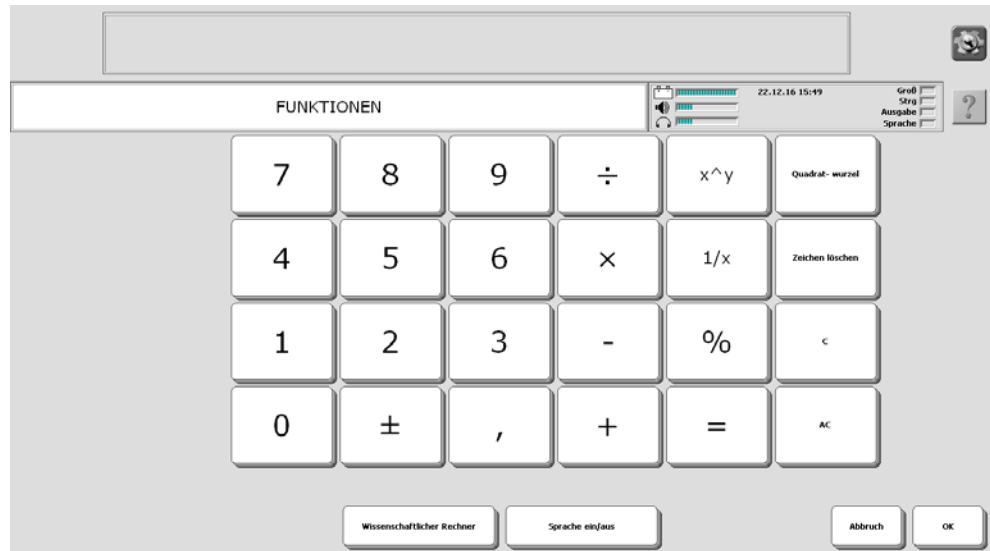 FUNKTIONEN
22.12.16 15:49
Groß
Strg
Ausgabe
Sprache
?
7 8 9 ÷ x^y Quadrat- wurzel
4 5 6 × 1/x Zeichen löschen
1 2 3 - % C
0 ± , + = AC
Wissenschaftlicher Rechner Sprache ein/aus Abbruch OK